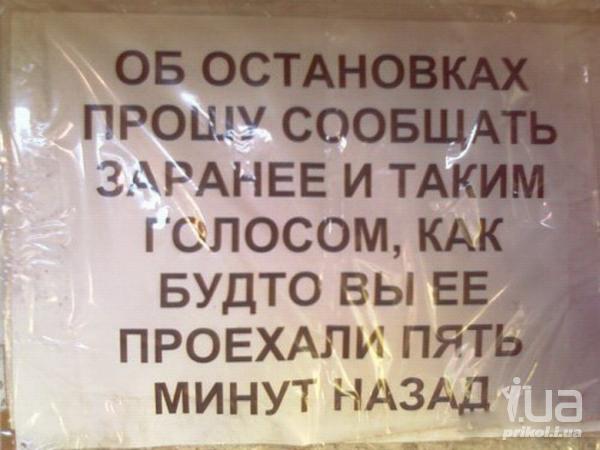 ОБ ОСТАНОВКАХ
ПРОШУ СООБЩАТЬ
ЗАРАНЕЕ И ТАКИМ
ГОЛОСОМ, КАК
БУДТО ВЫ ЕЕ
ПРОЕХАЛИ ПЯТЬ
МИНУТ НАЗАД
i.ua
prikol.i.ua